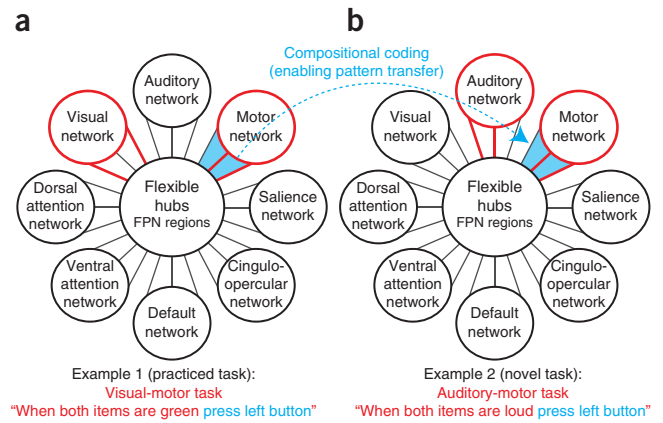 a
b
Compositional coding
(enabling pattern transfer)
Auditory
network
Visual
network
Motor
network
Dorsal
attention
network
Flexible
hubs
FPN regions
Salience
network
Ventral
attention
network
Cingulo-
opercular
network
Default
network
Example 1 (practiced task):
Visual-motor task
“When both items are green press left button”
Auditory
network
Visual
network
Motor
network
Dorsal
attention
network
Flexible
hubs
FPN regions
Salience
network
Ventral
attention
network
Cingulo-
opercular
network
Default
network
Example 2 (novel task):
Auditory-motor task
“When both items are loud press left button”